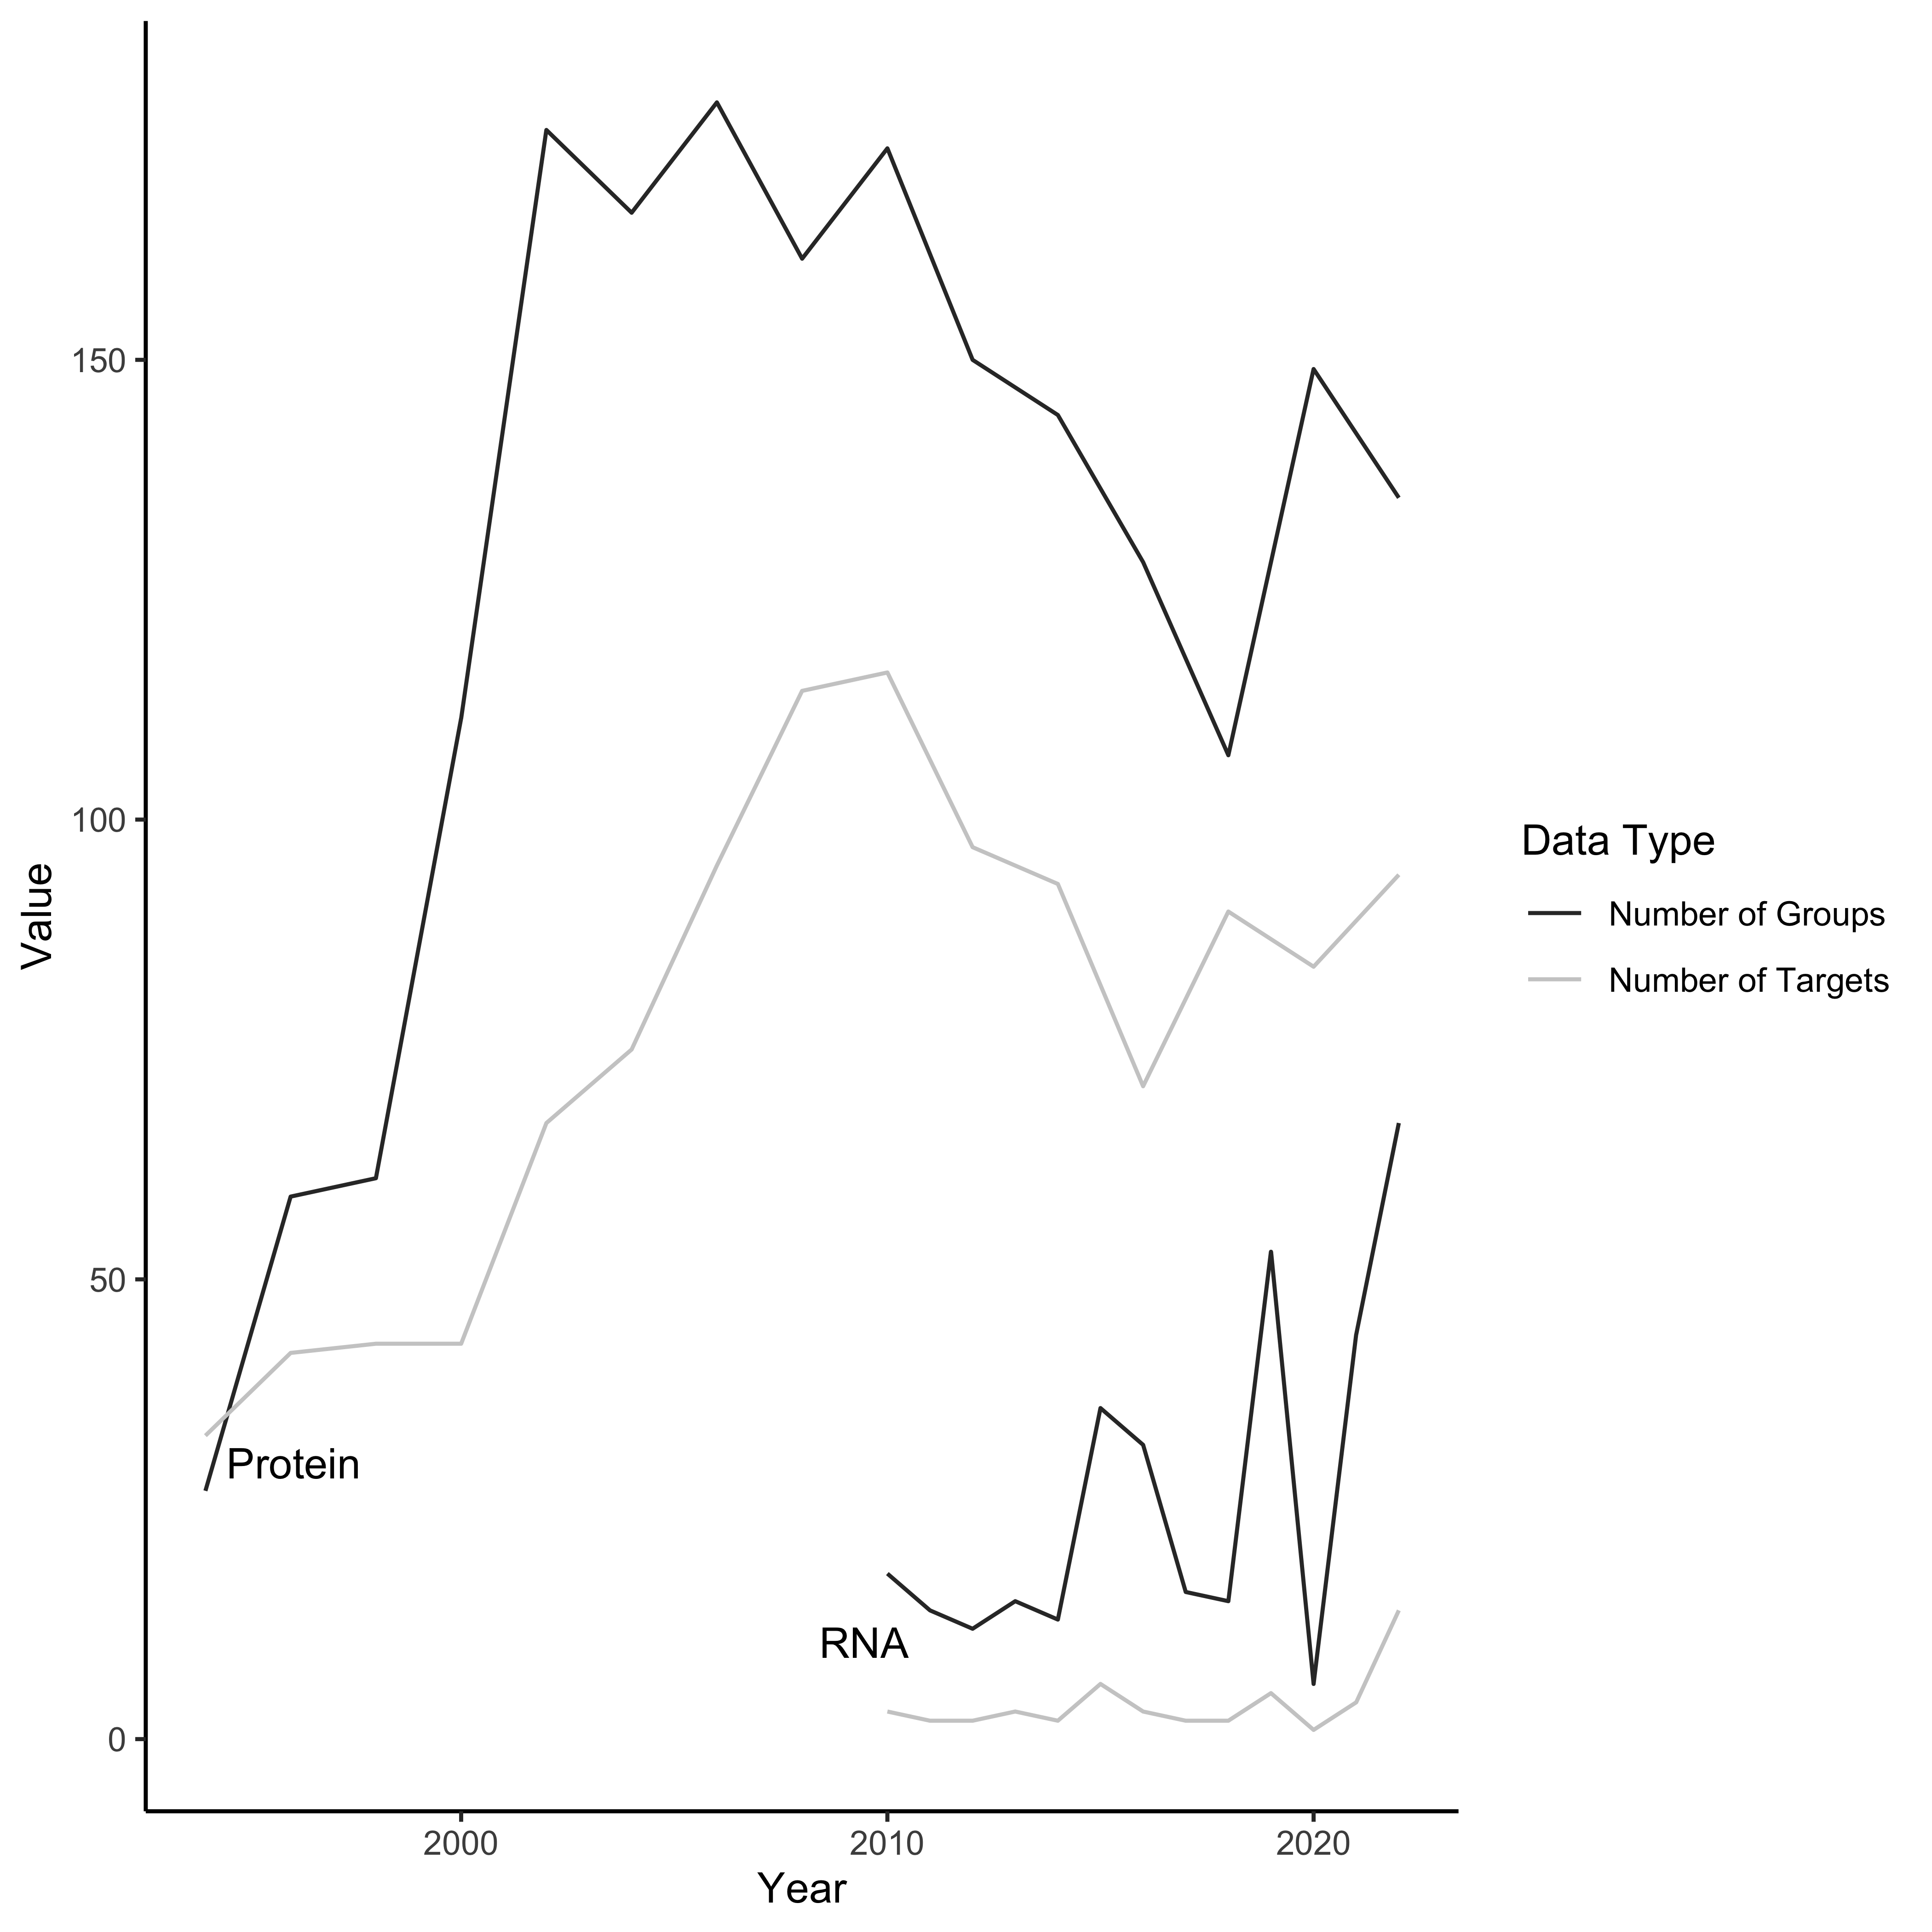 150
100
50
0
Value
Protein
RNA
2000 2010 2020
Year
Data Type
Number of Groups
Number of Targets